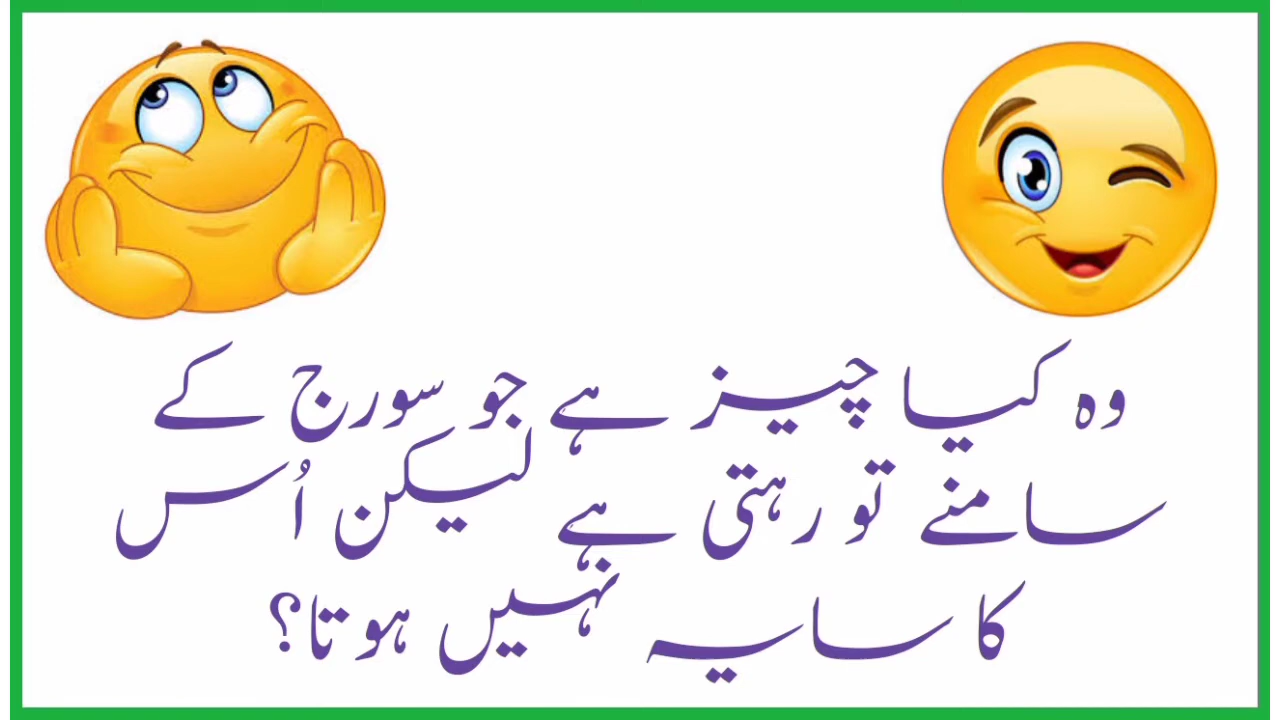 وہ کیا چیز ہے جو سورج کے
سامنے تو رہتی ہے لیکن اُس
کا سایہ نہیں ہوتا؟